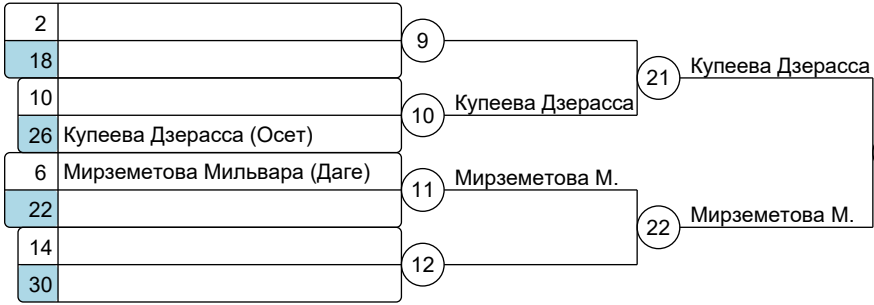 2
9
18
21 Купеева Дзерасса
10
10 Купеева Дзерасса
26 Купеева Дзерасса (Осет)
6 Мирземетова Мильвара (Даге)
11 Мирземетова М.
22
22 Мирземетова М.
14
12
30